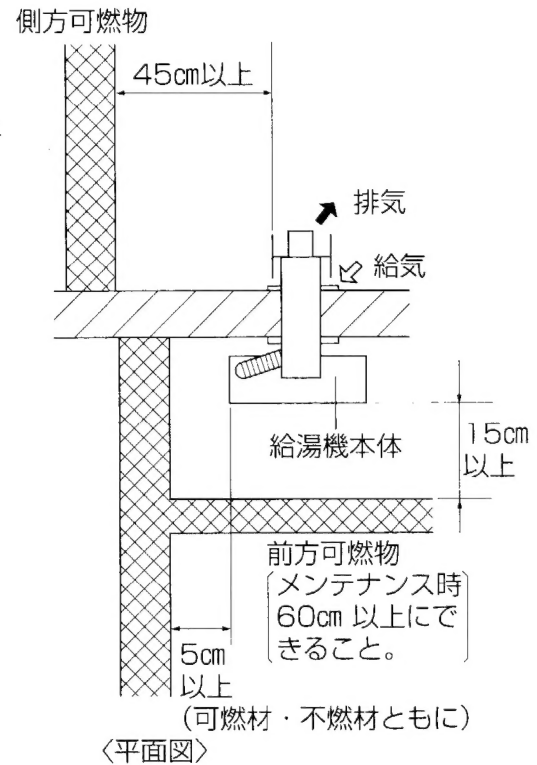 側方可燃物
45cm以上
排気
給気
給湯機本体
15cm
以上
前方可燃物
〔メンテナンス時
60cm 以上にで
きること。〕
5cm
以上
(可燃材・不燃材ともに)
〈平面図〉